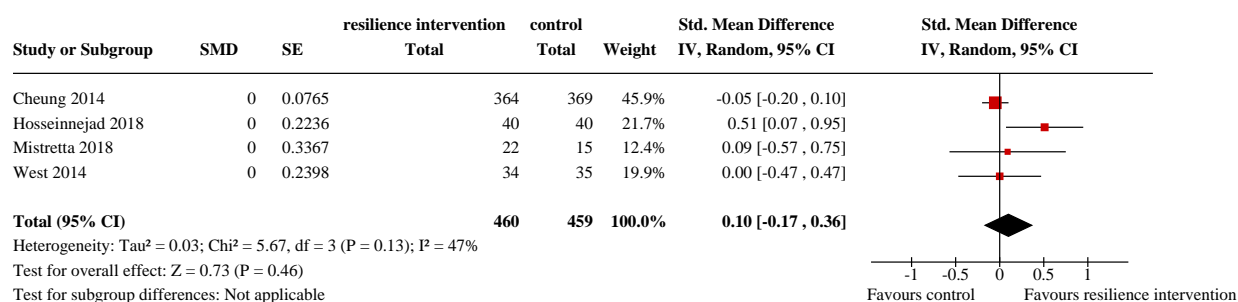 resilience intervention control Std. Mean Difference Std. Mean Difference
Study or Subgroup SMD SE Total Total Weight IV, Random, 95% CI IV, Random, 95% CI
Cheung 2014 0 0.0765 364 369 45.9% -0.05 [-0.20 , 0.10]
Hosseinnejad 2018 0 0.2236 40 40 21.7% 0.51 [0.07 , 0.95]
Mistretta 2018 0 0.3367 22 15 12.4% 0.09 [-0.57 , 0.75]
West 2014 0 0.2398 34 35 19.9% 0.00 [-0.47 , 0.47]
Total (95% CI) 460 459 100.0% 0.10 [-0.17 , 0.36]
Heterogeneity: Tau² = 0.03; Chi² = 5.67, df = 3 (P = 0.13); I² = 47%
Test for overall effect: Z = 0.73 (P = 0.46) -1 -0.5 0 0.5 1
Test for subgroup differences: Not applicable Favours control Favours resilience intervention